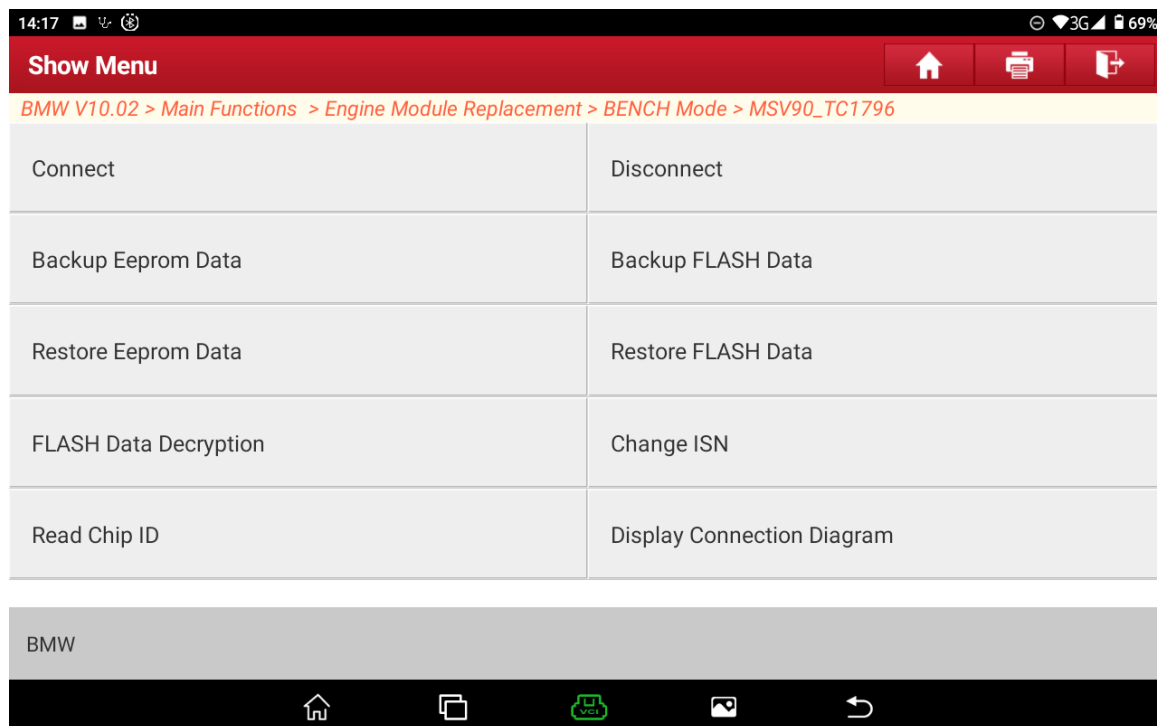 14:17 3G 69%
Show Menu
BMW V10.02 > Main Functions > Engine Module Replacement > BENCH Mode > MSV90_TC1796
Connect Disconnect
Backup Eeprom Data Backup FLASH Data
Restore Eeprom Data Restore FLASH Data
FLASH Data Decryption Change ISN
Read Chip ID Display Connection Diagram
BMW
VCI